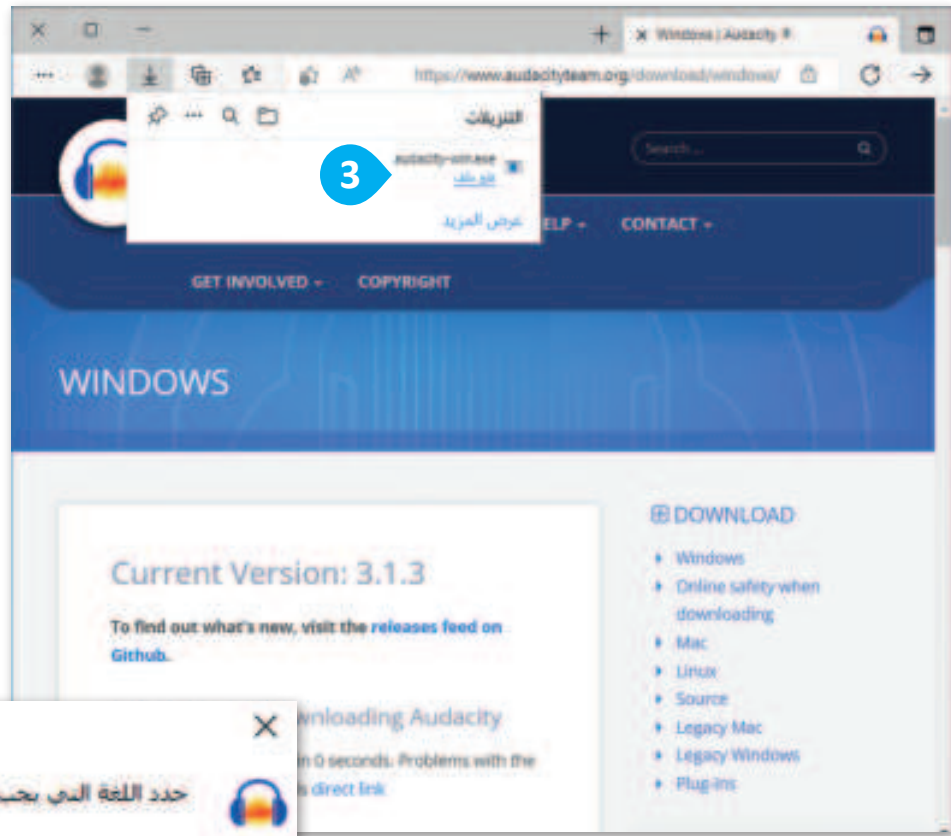 Windows | Audacity ®
https://www.audacityteam.org/download/windows/
التنزيلات
audacity-win.exe
فتح ملف
عرض المزيد
3
Search...
HELP
CONTACT
GET INVOLVED
COPYRIGHT
WINDOWS
Current Version: 3.1.3
To find out what's new, visit the releases feed on
Github.
wnloading Audacity
in 0 seconds. Problems with the
direct link
DOWNLOAD
Windows
Online safety when
downloading
Mac
Linux
Source
Legacy Mac
Legacy Windows
Plug-ins
حدد اللغة التي يجب